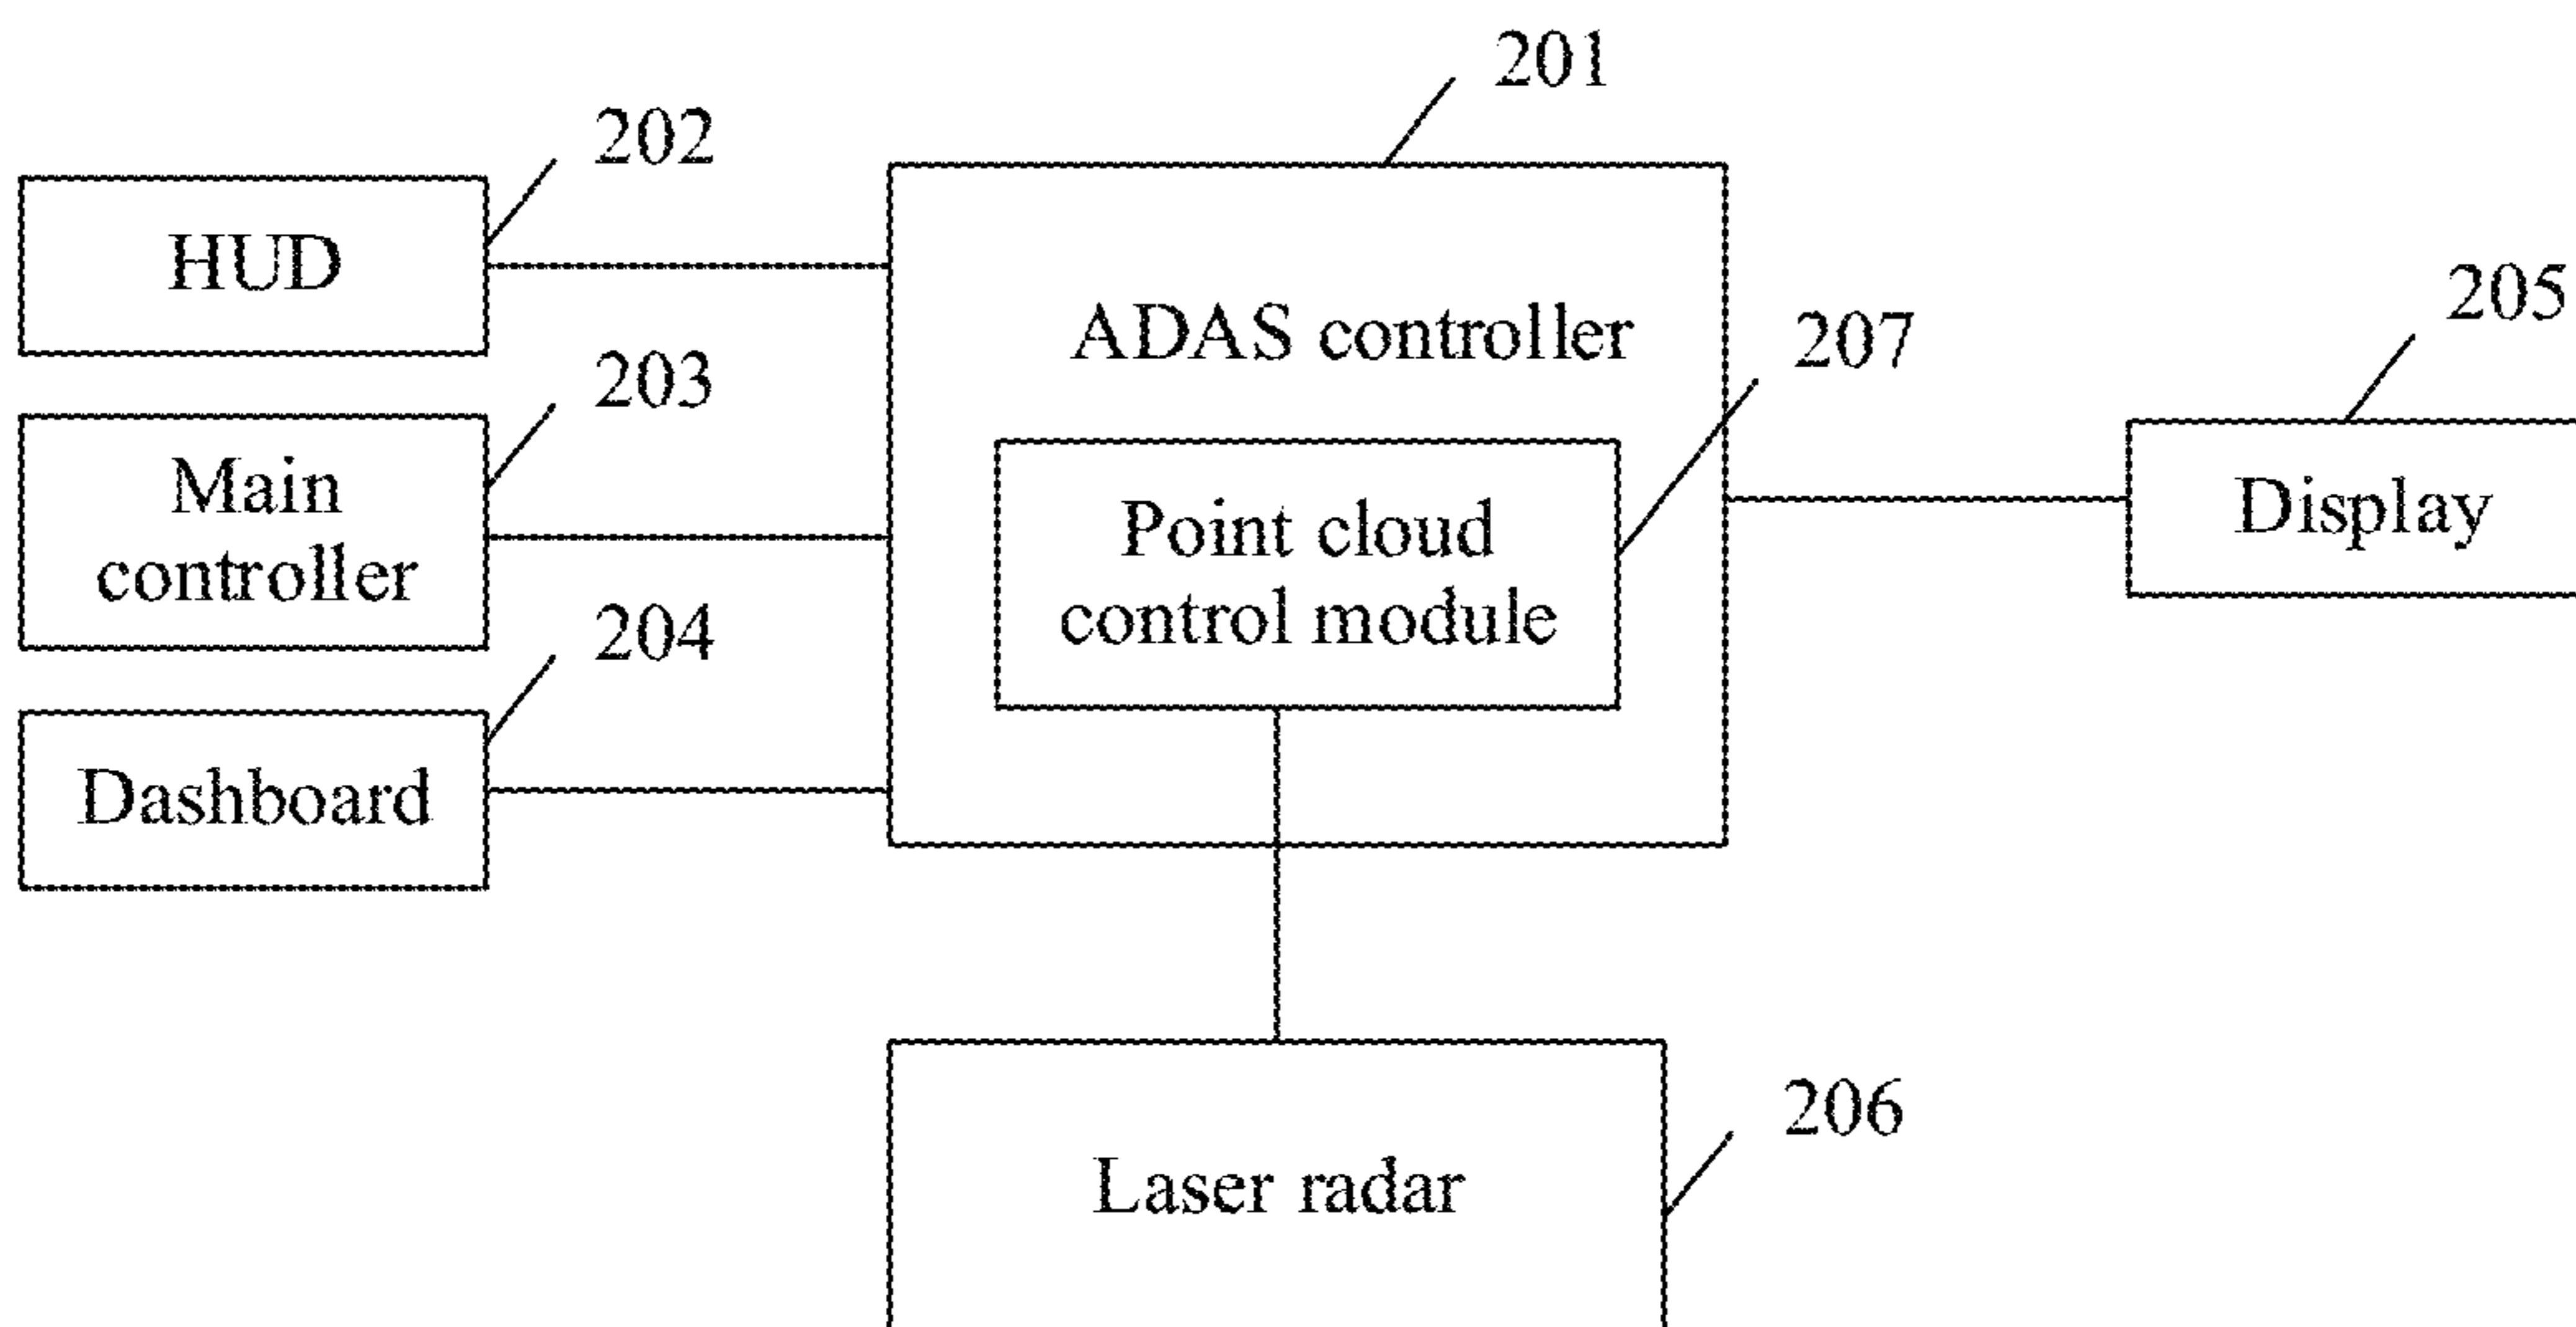 201
202
HUD
ADAS controller
205
207
203
Main
controller
Display
Point cloud
control module
204
Dashboard
206
Laser radar